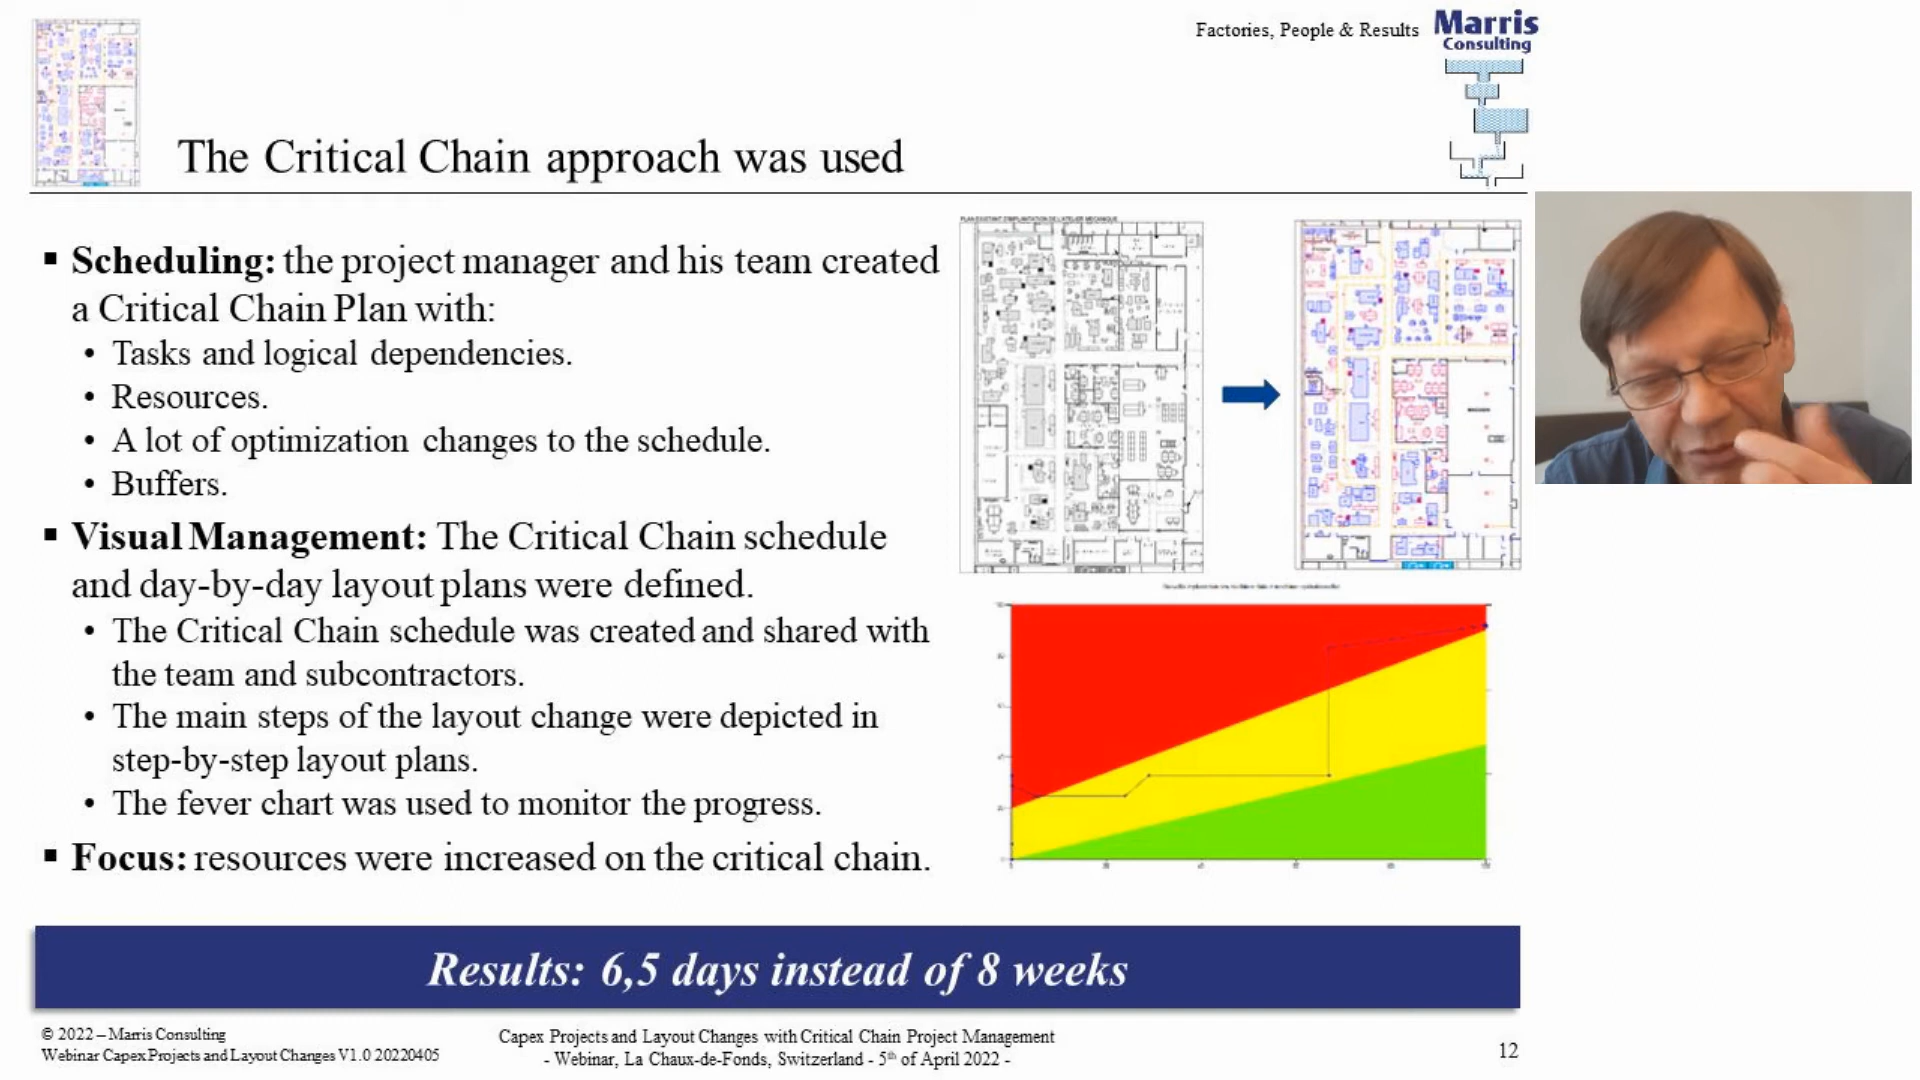 Factories, People & Results
Marris
Consulting
The Critical Chain approach was used
▪ Scheduling: the project manager and his team created
a Critical Chain Plan with:
• Tasks and logical dependencies.
• Resources.
• A lot of optimization changes to the schedule.
• Buffers.
▪ Visual Management: The Critical Chain schedule
and day-by-day layout plans were defined.
• The Critical Chain schedule was created and shared with
the team and subcontractors.
• The main steps of the layout change were depicted in
step-by-step layout plans.
• The fever chart was used to monitor the progress.
▪ Focus: resources were increased on the critical chain.
PLAN EXISTANT D'IMPLANTATION DE L'ATELIER MECANIQUE
Results: 6,5 days instead of 8 weeks
© 2022 – Marris Consulting
Webinar Capex Projects and Layout Changes V1.0 20220405
Capex Projects and Layout Changes with Critical Chain Project Management
- Webinar, La Chaux-de-Fonds, Switzerland - 5th of April 2022 -
12